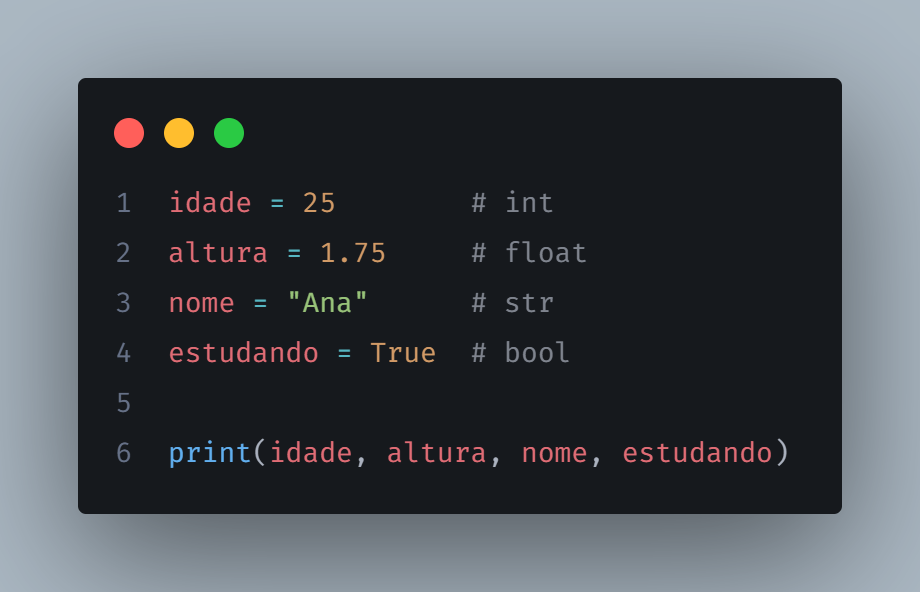 1 idade = 25 # int
2 altura = 1.75 # float
3 nome = "Ana" # str
4 estudando = True # bool
5
6 print(idade, altura, nome, estudando)